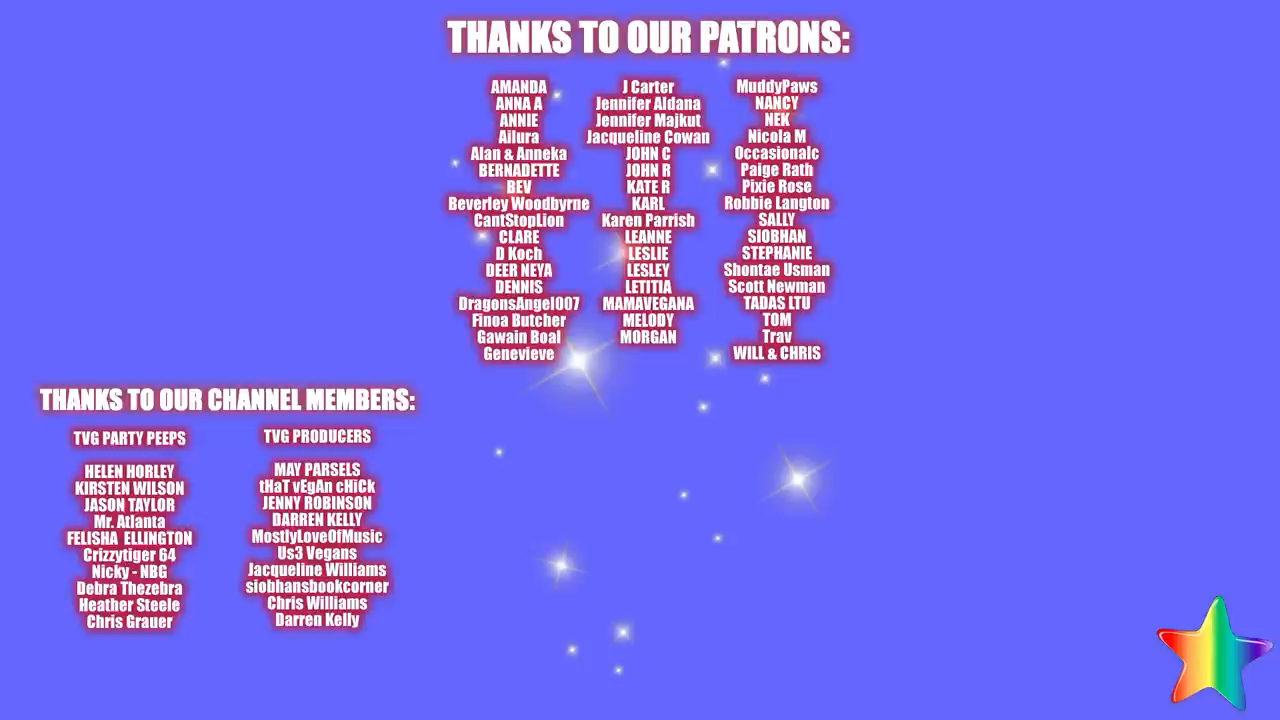 THANKS TO OUR PATRONS:
AMANDA
ANNA A
ANNIE
Ailura
Alan & Anneka
BERNADETTE
BEV
Beverley Woodbyrne
CantStopLion
CLARE
D Koch
DEER NEYA
DENNIS
DragonsAngel007
Finoa Butcher
Gawain Boal
Genevieve
J Carter
Jennifer Aldana
Jennifer Majkut
Jacqueline Cowan
JOHN C
JOHN R
KATE R
KARL
Karen Parrish
LEANNE
LESLIE
LESLEY
LETITIA
MAMAVEGANA
MELODY
MORGAN
MuddyPaws
NANCY
NEK
Nicola M
Occasionalc
Paige Rath
Pixie Rose
Robbie Langton
SALLY
SIOBHAN
STEPHANIE
Shontae Usman
Scott Newman
TADAS LTU
TOM
Trav
WILL & CHRIS
THANKS TO OUR CHANNEL MEMBERS:
TVG PARTY PEEPS
HELEN HORLEY
KIRSTEN WILSON
JASON TAYLOR
Mr. Atlanta
FELISHA ELLINGTON
Crizzytiger 64
Nicky - NBG
Debra Thezebra
Heather Steele
Chris Grauer
TVG PRODUCERS
MAY PARSELS
tHaT vEgAn cHiCk
JENNY ROBINSON
DARREN KELLY
MostlyLoveOfMusic
Us3 Vegans
Jacqueline Williams
siobhansbookcorner
Chris Williams
Darren Kelly